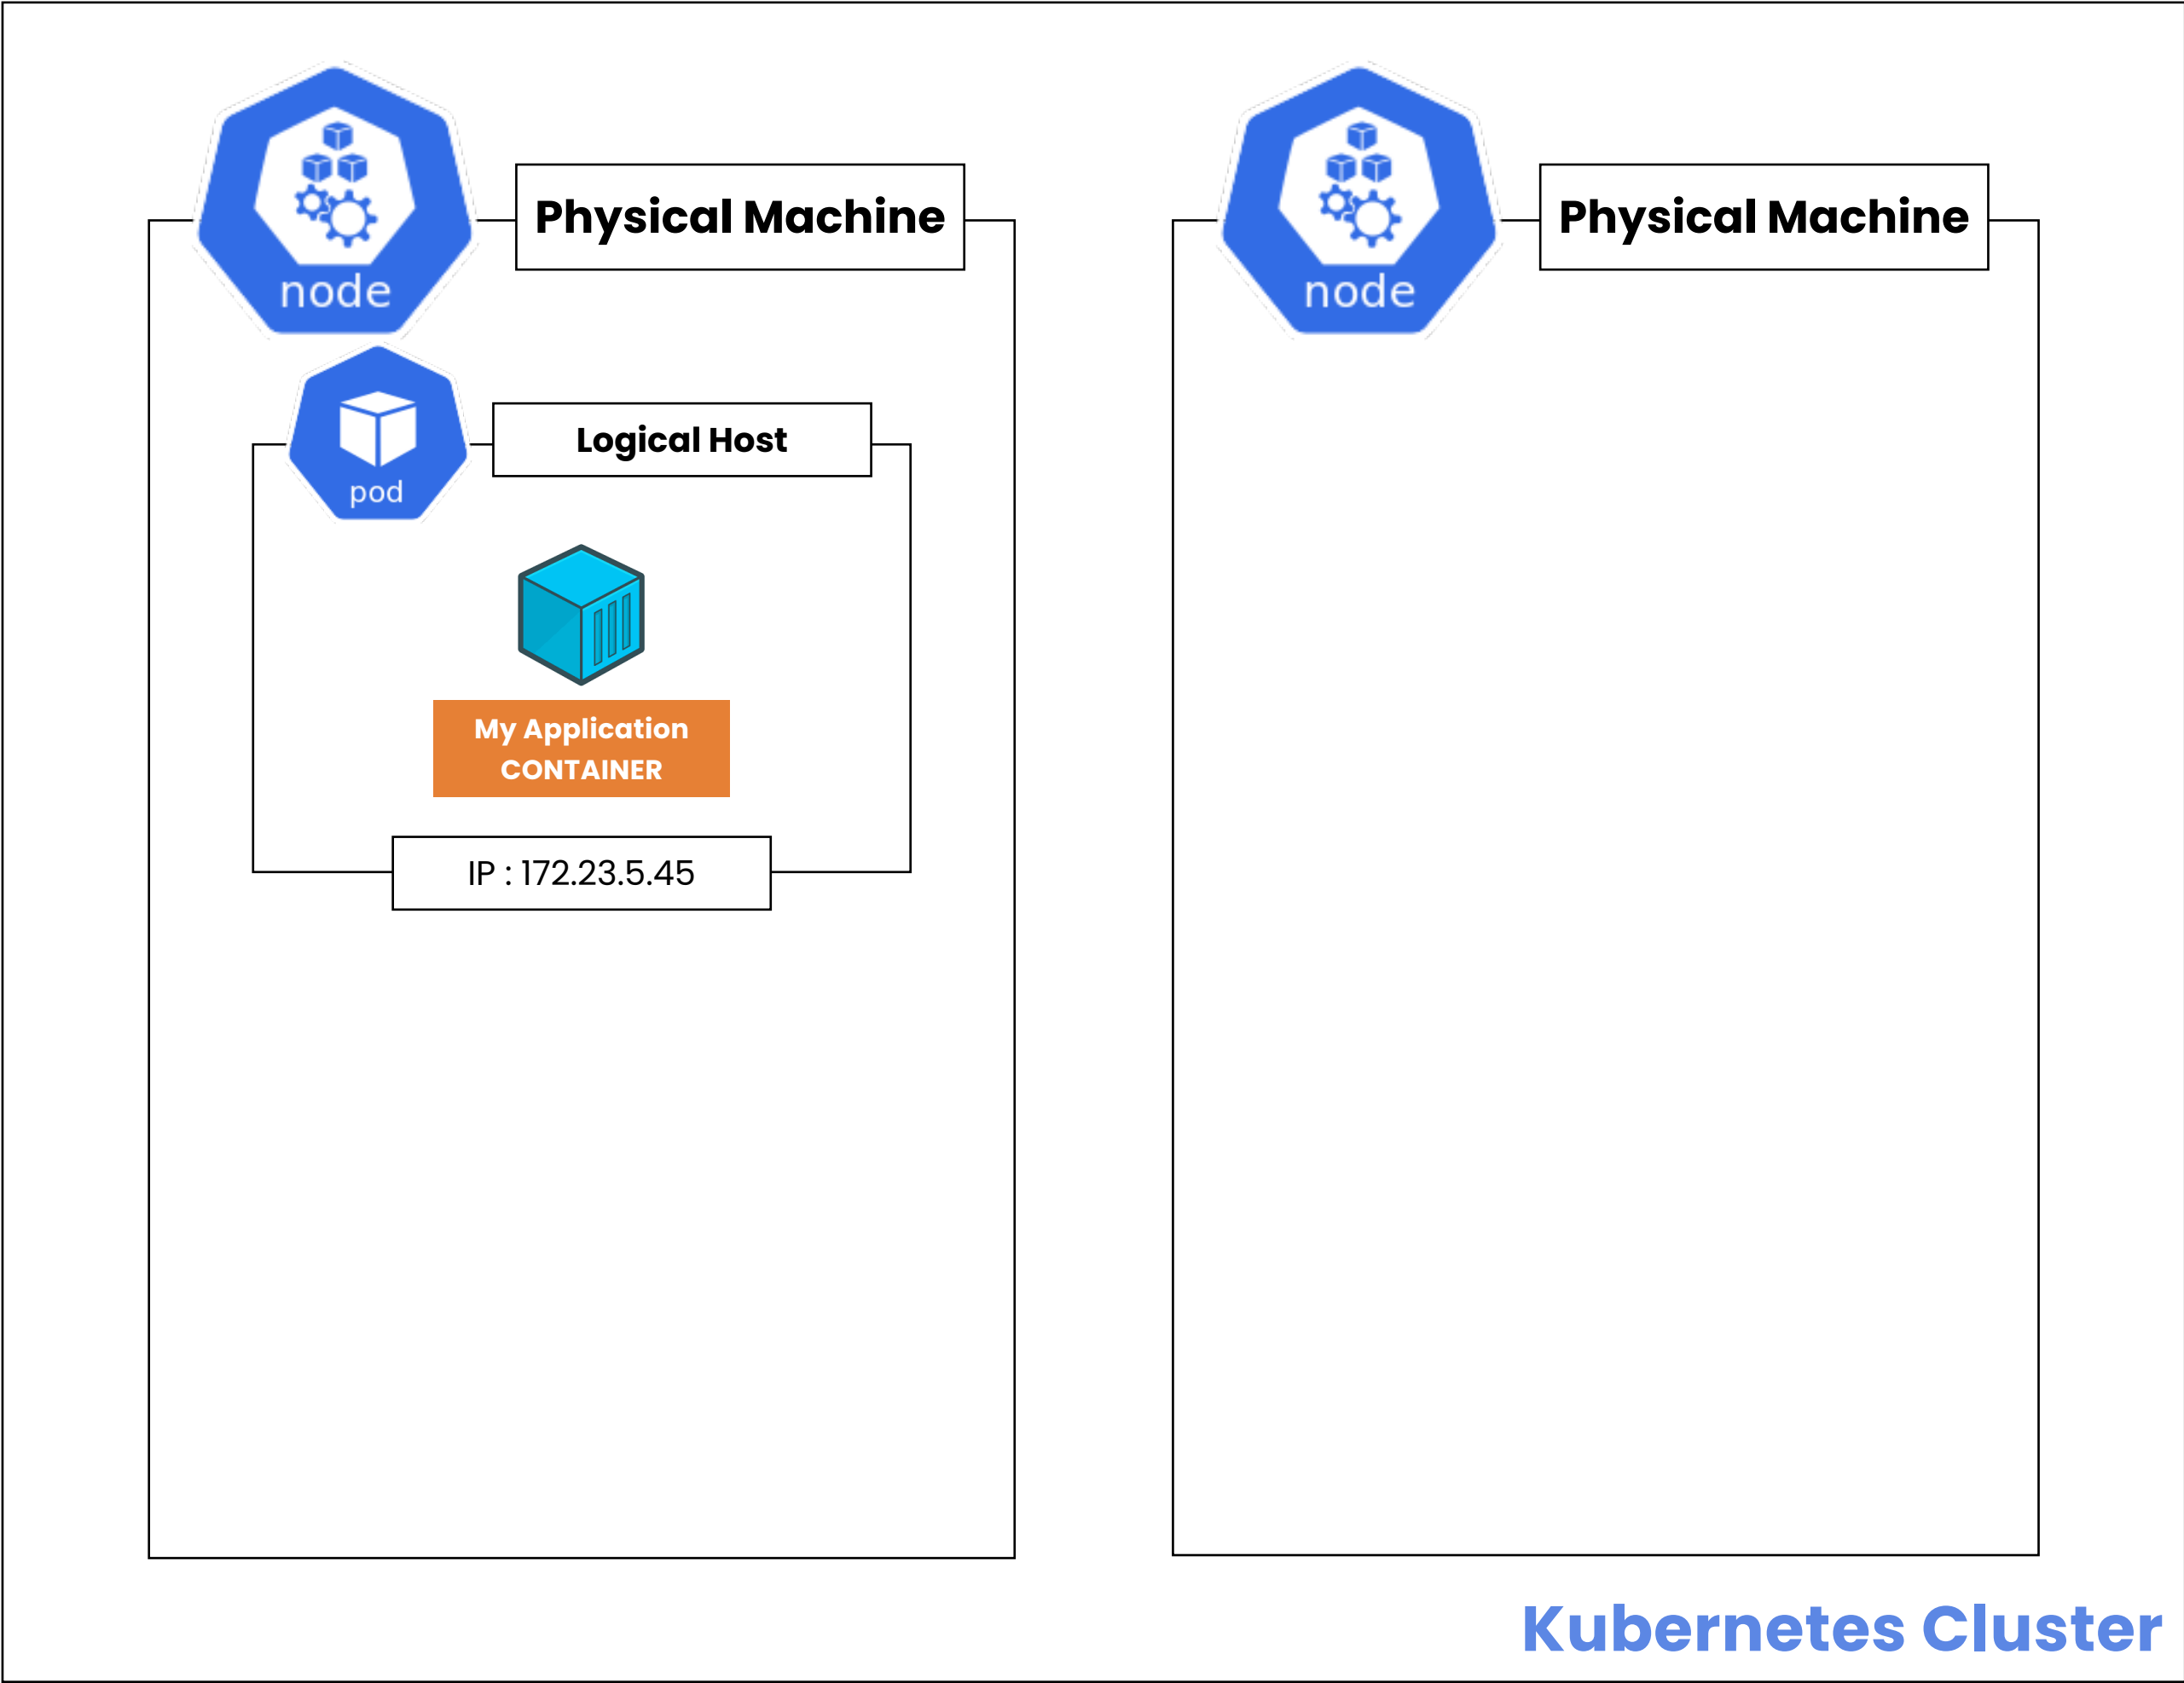 node
Physical Machine
pod
Logical Host
My Application
CONTAINER
IP : 172.23.5.45
node
Physical Machine
Kubernetes Cluster